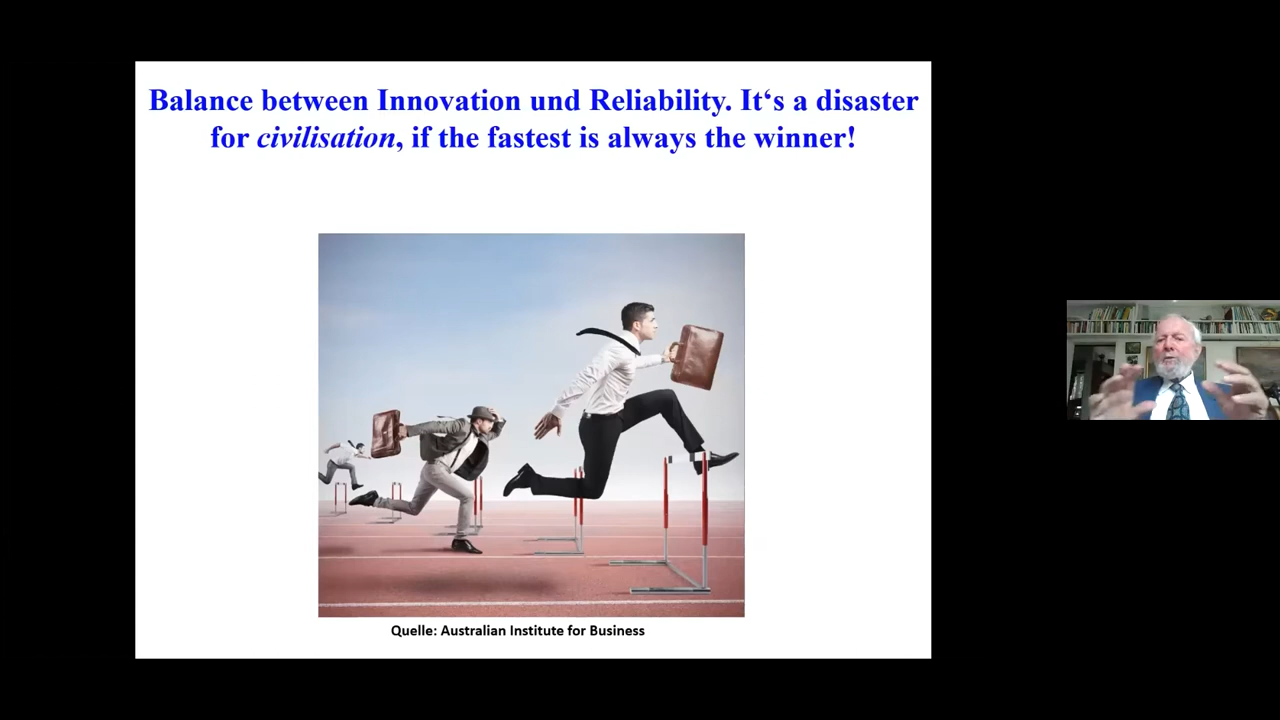 Balance between Innovation und Reliability. It‘s a disaster
for civilisation, if the fastest is always the winner!
Quelle: Australian Institute for Business